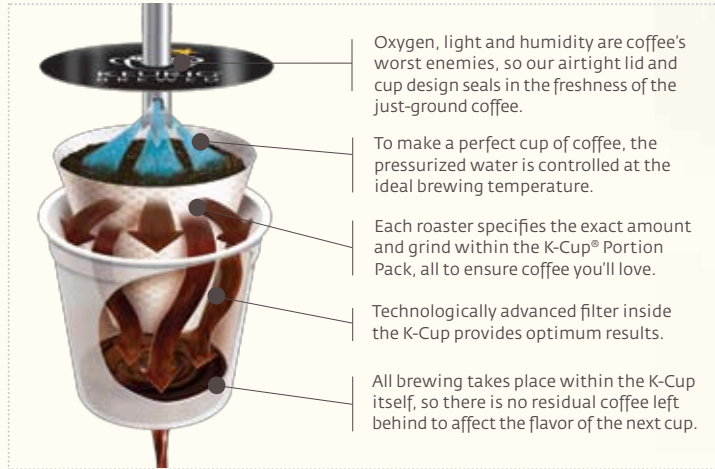 KEURIG
BREWED
Oxygen, light and humidity are coffee's
worst enemies, so our airtight lid and
cup design seals in the freshness of the
just-ground coffee.
To make a perfect cup of coffee, the
pressurized water is controlled at the
ideal brewing temperature.
Each roaster specifies the exact amount
and grind within the K-Cup® Portion
Pack, all to ensure coffee you'll love.
Technologically advanced filter inside
the K-Cup provides optimum results.
All brewing takes place within the K-Cup
itself, so there is no residual coffee left
behind to affect the flavor of the next cup.